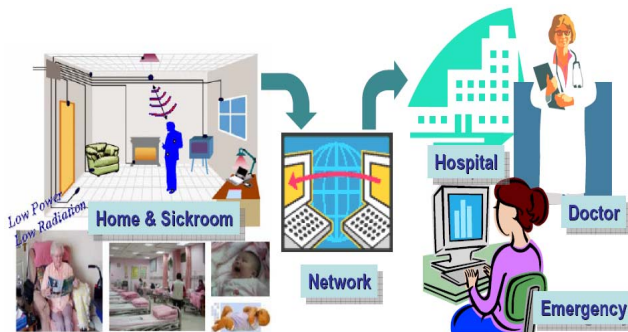 Low Power
Low Radiation
Home & Sickroom
Network
Hospital
Doctor
Emergency